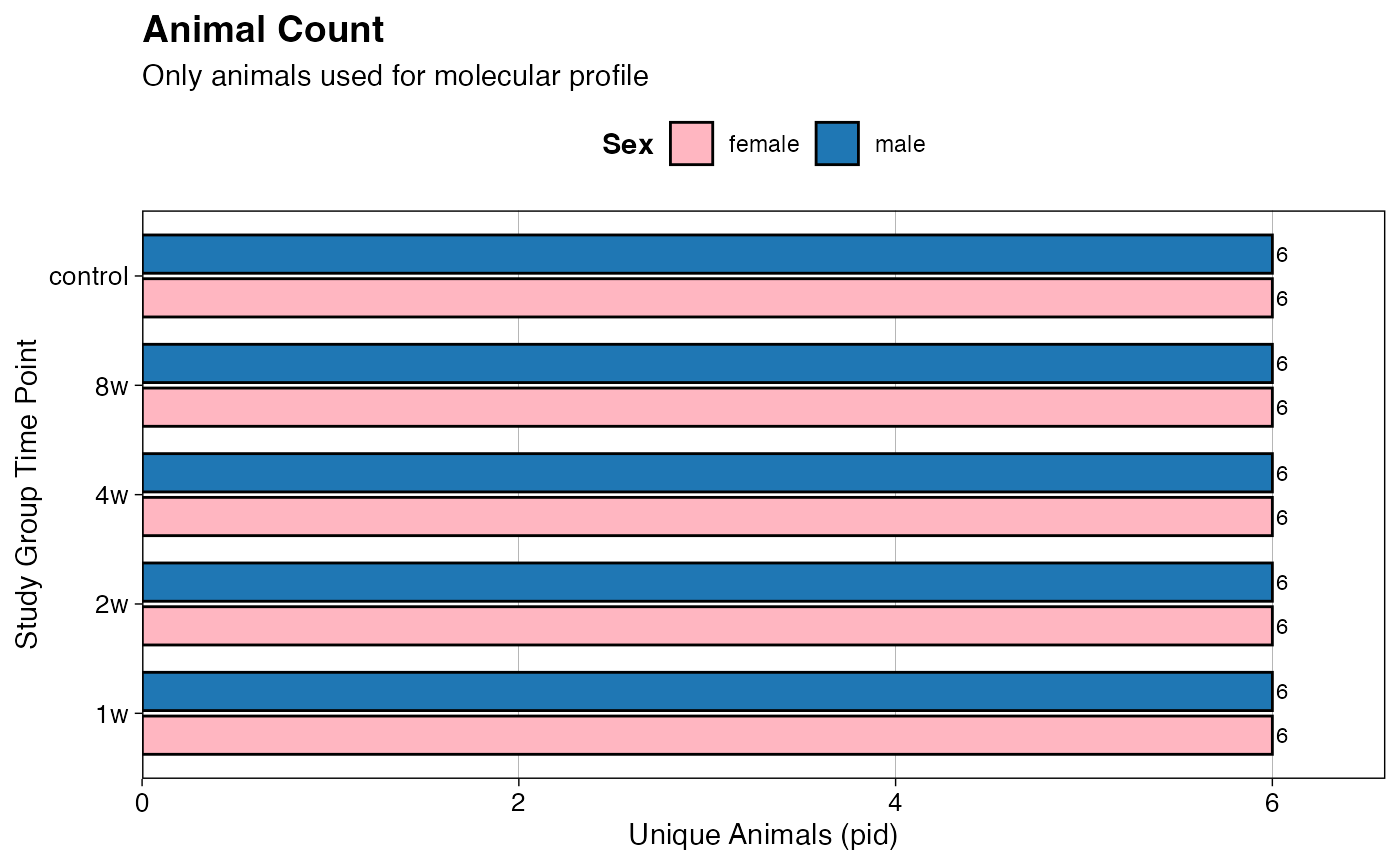 Animal Count
Only animals used for molecular profile
Sex female male
control 6
6
8w 6
6
4w 6
6
2w 6
6
1w 6
6
Study Group Time Point
0 2 4 6
Unique Animals (pid)